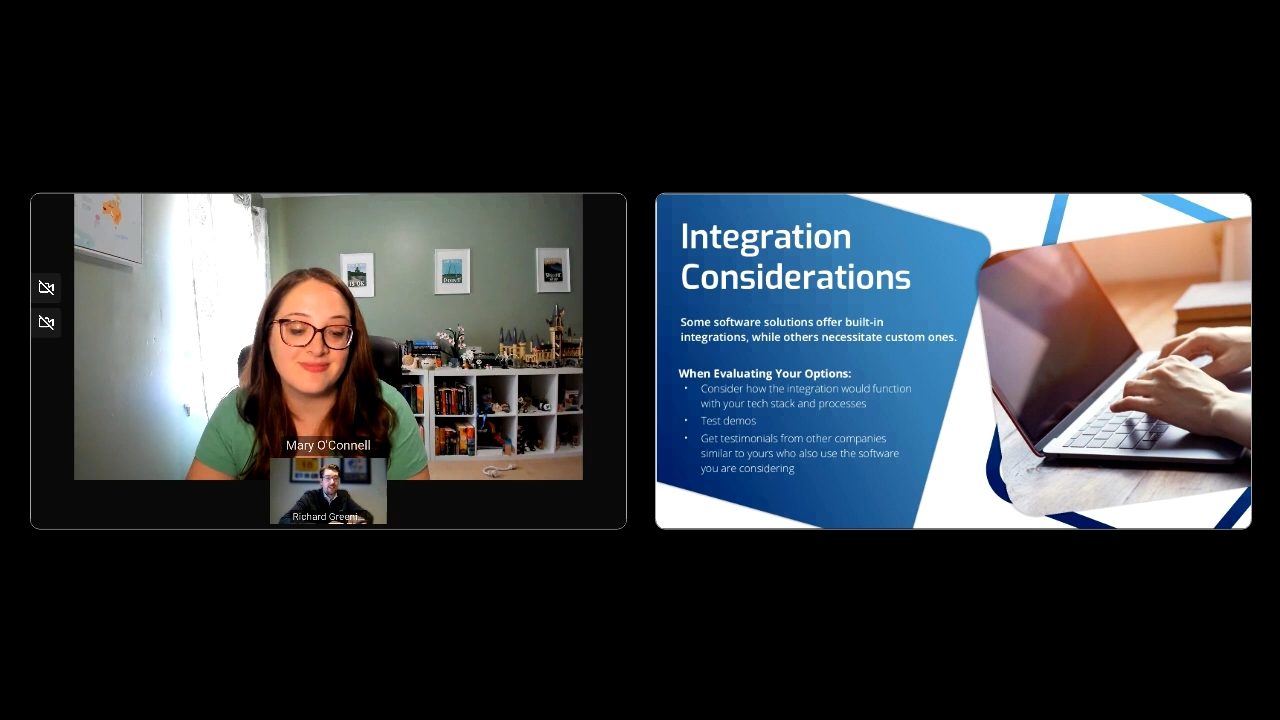 Mary O'Connell
Richard Greeni...
Integration
Considerations
Some software solutions offer built-in
integrations, while others necessitate custom ones.
When Evaluating Your Options:
• Consider how the integration would function
with your tech stack and processes
• Test demos
• Get testimonials from other companies
similar to yours who also use the software
you are considering